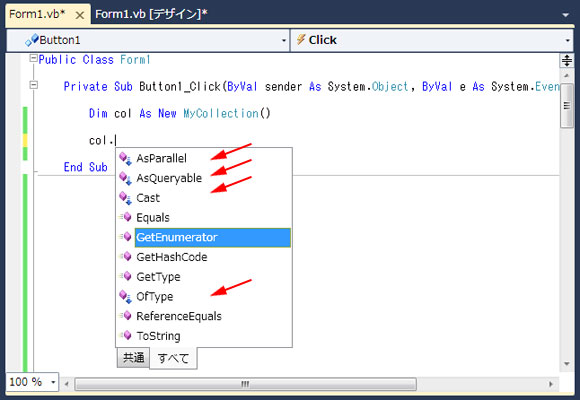 Form1.vb* × Form1.vb [デザイン]*
Button1 Click
Public Class Form1
Private Sub Button1_Click(ByVal sender As System.Object, ByVal e As System.Even
Dim col As New MyCollection()
col.
AsParallel
AsQueryable
Cast
Equals
GetEnumerator
GetHashCode
GetType
OfType
ReferenceEquals
ToString
共通 すべて
End Sub
100 %